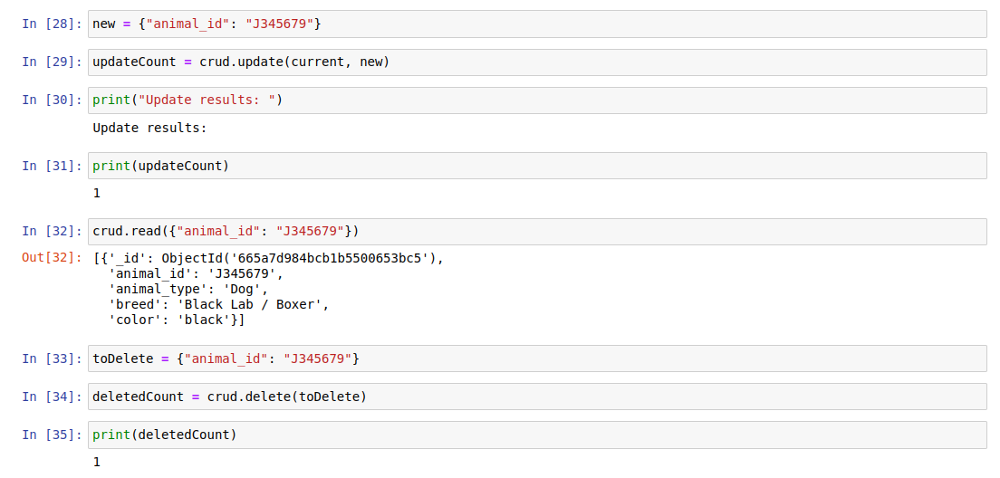 In [28]: new = {"animal_id": "J345679"}
In [29]: updateCount = crud.update(current, new)
In [30]: print("Update results: ")
Update results:
In [31]: print(updateCount)
1
In [32]: crud.read({"animal_id": "J345679"})
Out[32]: [{'_id': ObjectId('665a7d984bcb1b5500653bc5'),
'animal_id': 'J345679',
'animal_type': 'Dog',
'breed': 'Black Lab / Boxer',
'color': 'black'}]
In [33]: toDelete = {"animal_id": "J345679"}
In [34]: deletedCount = crud.delete(toDelete)
In [35]: print(deletedCount)
1